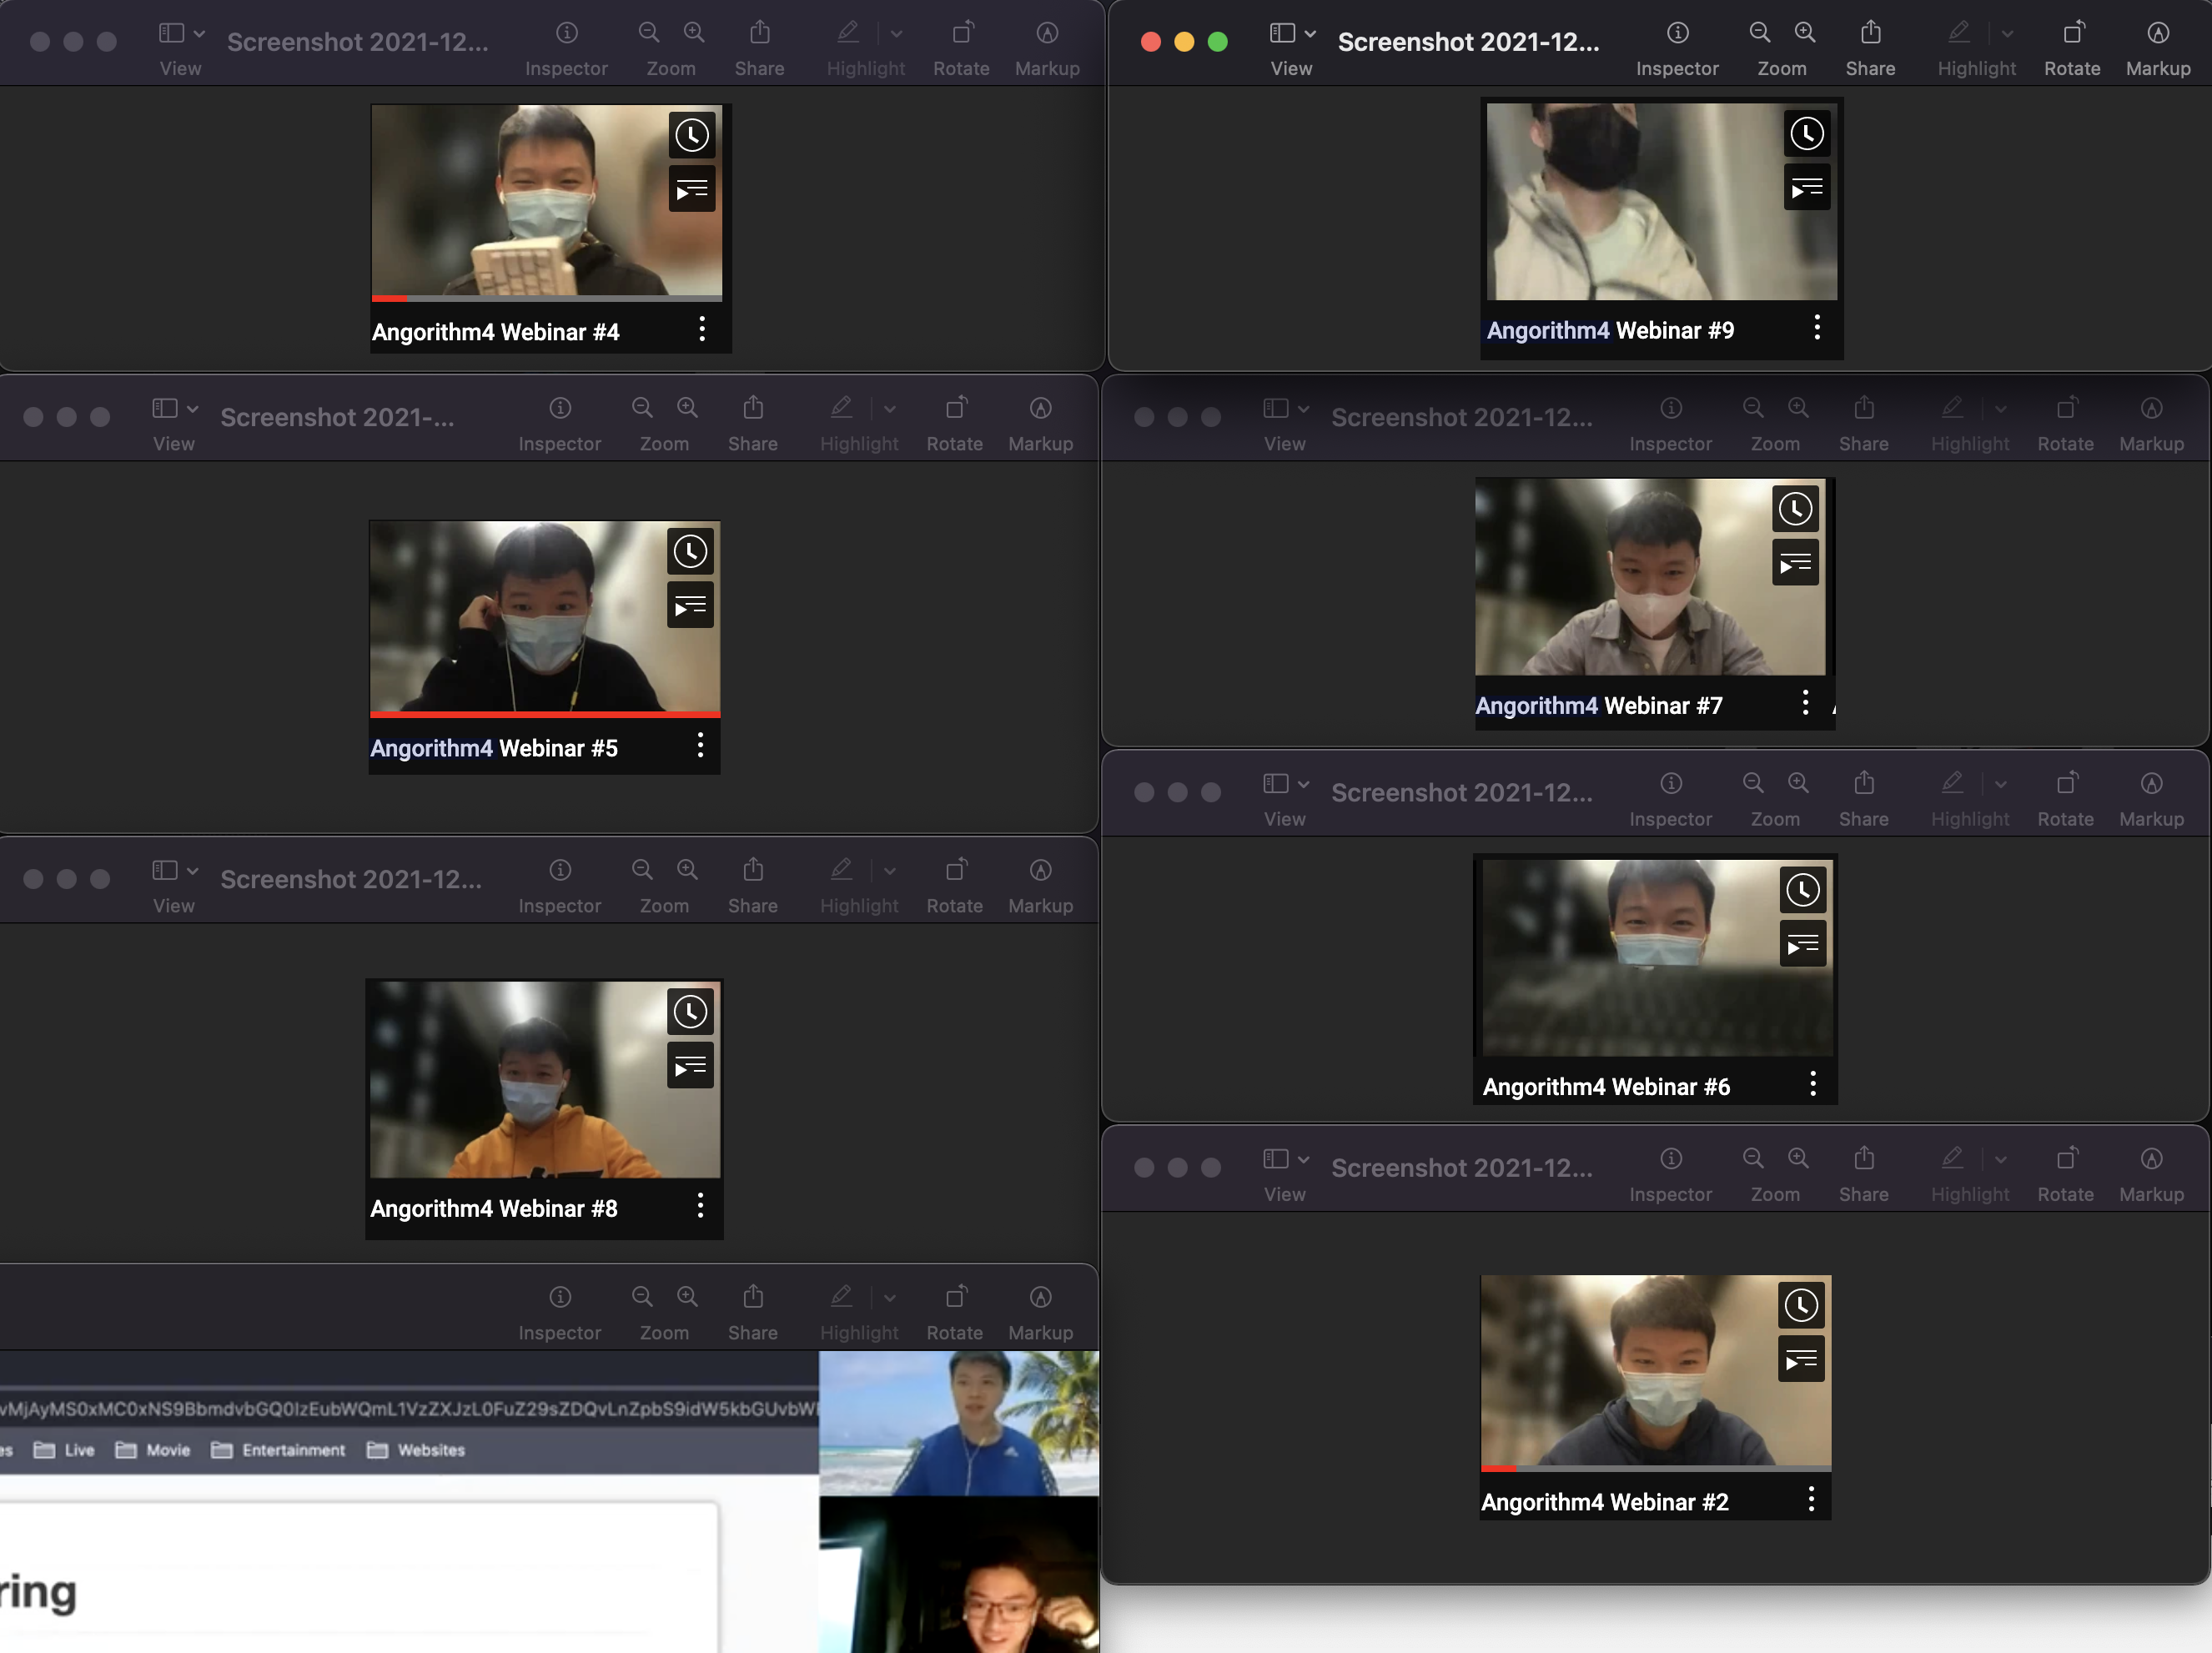 Screenshot 2021-12...
View
Inspector
Zoom
Share
Highlight
Rotate
Markup
Angorithm4 Webinar #4
Screenshot 2021-12...
View
Inspector
Zoom
Share
Highlight
Rotate
Markup
Angorithm4 Webinar #9
Screenshot 2021-...
View
Inspector
Zoom
Share
Highlight
Rotate
Markup
Angorithm4 Webinar #5
Screenshot 2021-12...
View
Inspector
Zoom
Share
Highlight
Rotate
Markup
Angorithm4 Webinar #7
Screenshot 2021-12...
View
Inspector
Zoom
Share
Highlight
Rotate
Markup
Angorithm4 Webinar #6
Screenshot 2021-12...
View
Inspector
Zoom
Share
Highlight
Rotate
Markup
Angorithm4 Webinar #8
Screenshot 2021-12...
View
Inspector
Zoom
Share
Highlight
Rotate
Markup
Angorithm4 Webinar #2
Inspector
Zoom
Share
Highlight
Rotate
Markup
es Live Movie Entertainment Websites
ring